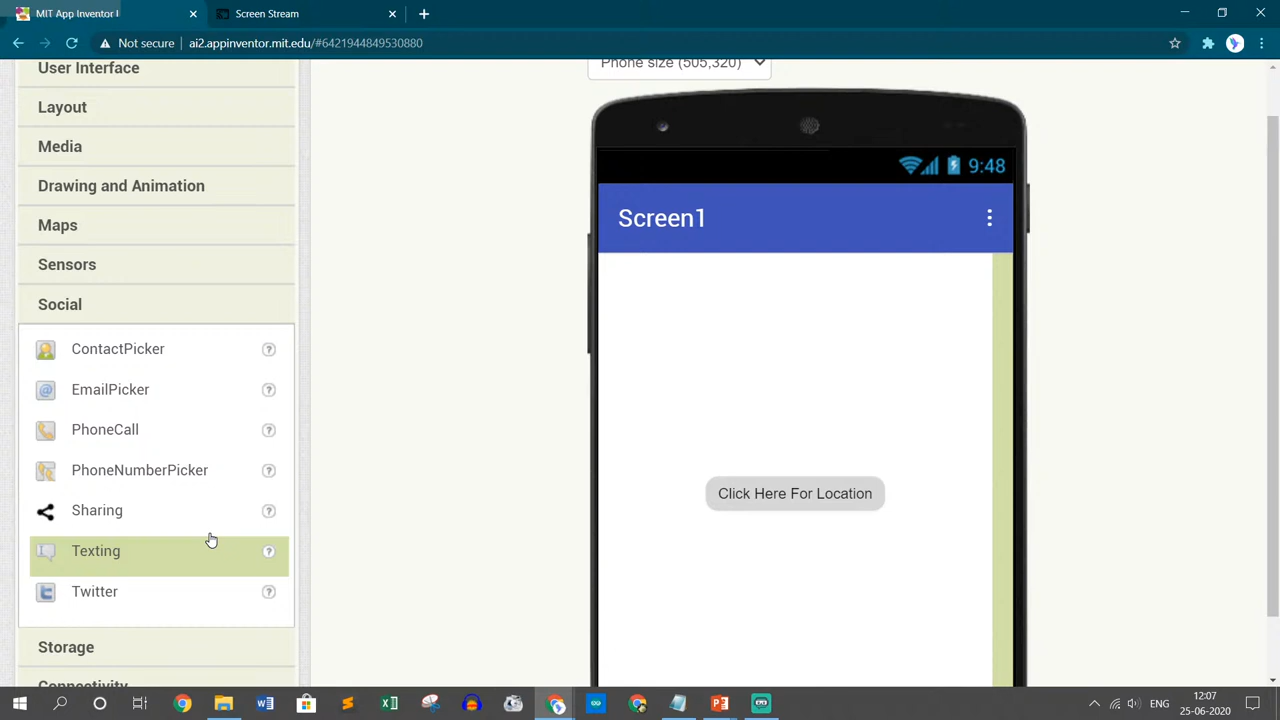 MIT App Inventor
Screen Stream
Not secure
ai2.appinventor.mit.edu/#6421944849530880
User Interface
Layout
Media
Drawing and Animation
Maps
Sensors
Social
ContactPicker
EmailPicker
PhoneCall
PhoneNumberPicker
Sharing
Texting
Twitter
Storage
Connectivity
Phone size (505,320)
9:48
Screen1
Click Here For Location
ENG
12:07
25-06-2020